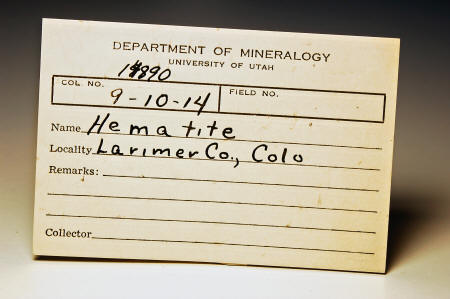 DEPARTMENT OF MINERALOGY
UNIVERSITY OF UTAH
14890
COL. NO. FIELD NO.
9-10-14
Name Hematite
Locality Larimer Co., Colo
Remarks:
Collector